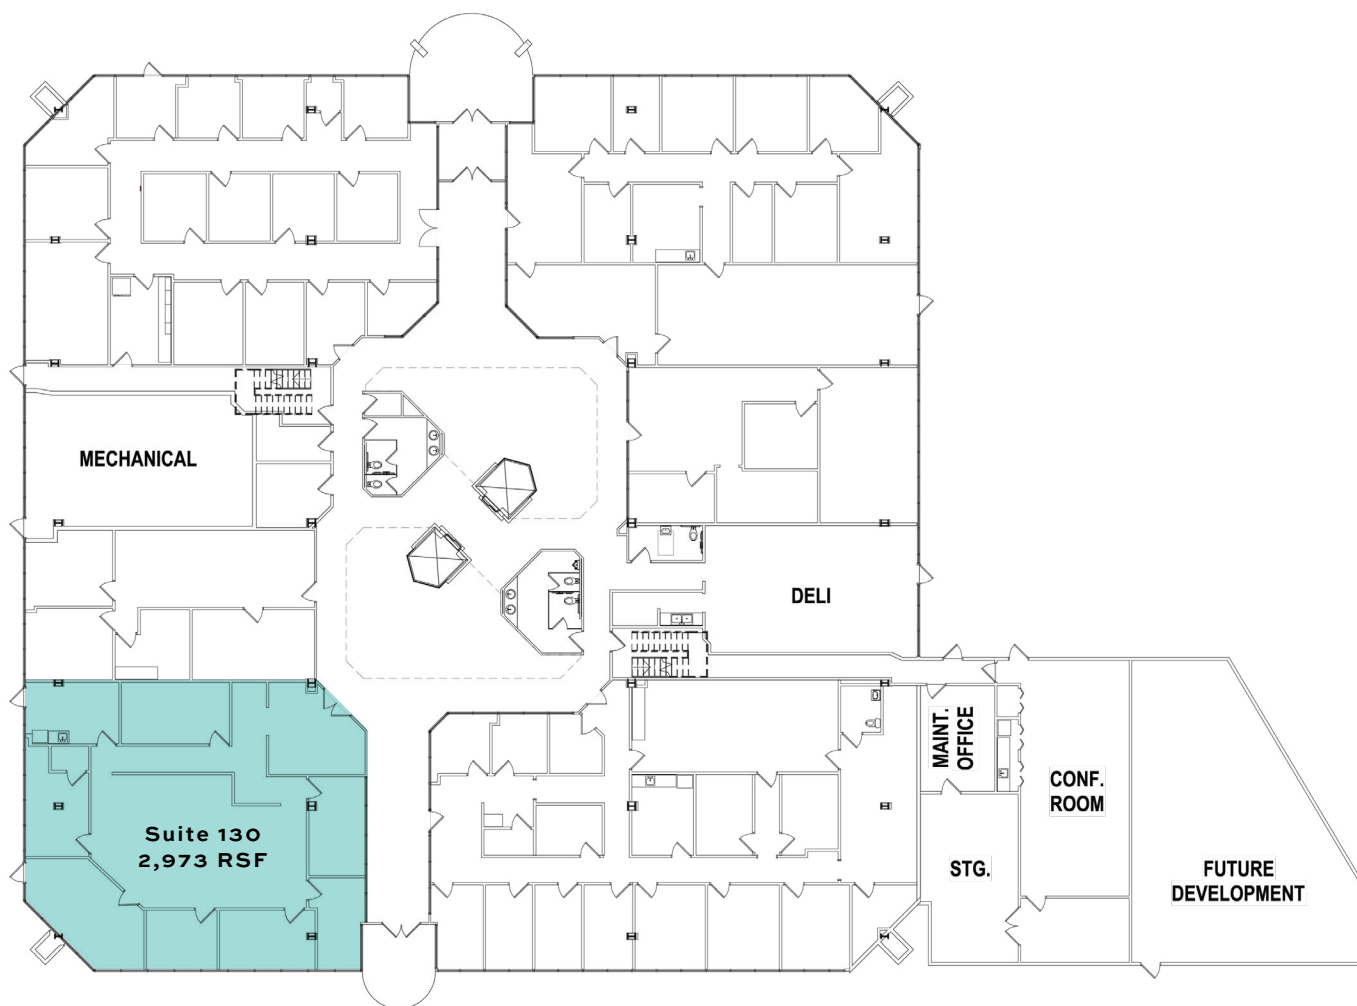 MECHANICAL
DELI
MAINT.
OFFICE
CONF.
ROOM
Suite 130
2,973 RSF
STG.
FUTURE
DEVELOPMENT